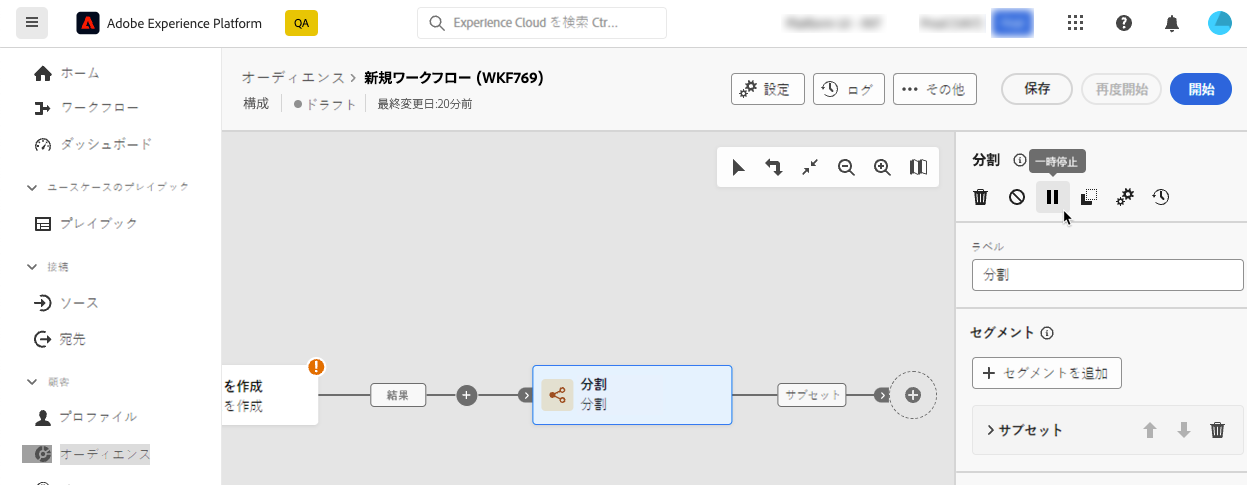 Adobe Experience Platform
QA
Experience Cloud を検索 Ctr...
ホーム
ワークフロー
ダッシュボード
ユースケースのプレイブック
プレイブック
接続
ソース
宛先
顧客
プロファイル
オーディエンス
オーディエンス > 新規ワークフロー (WKF769)
構成
ドラフト
最終変更日:20分前
設定
ログ
••• その他
保存
再度開始
開始
を作成
を作成
結果
分割
分割
サブセット
分割
一時停止
ラベル
分割
セグメント
セグメントを追加
サブセット